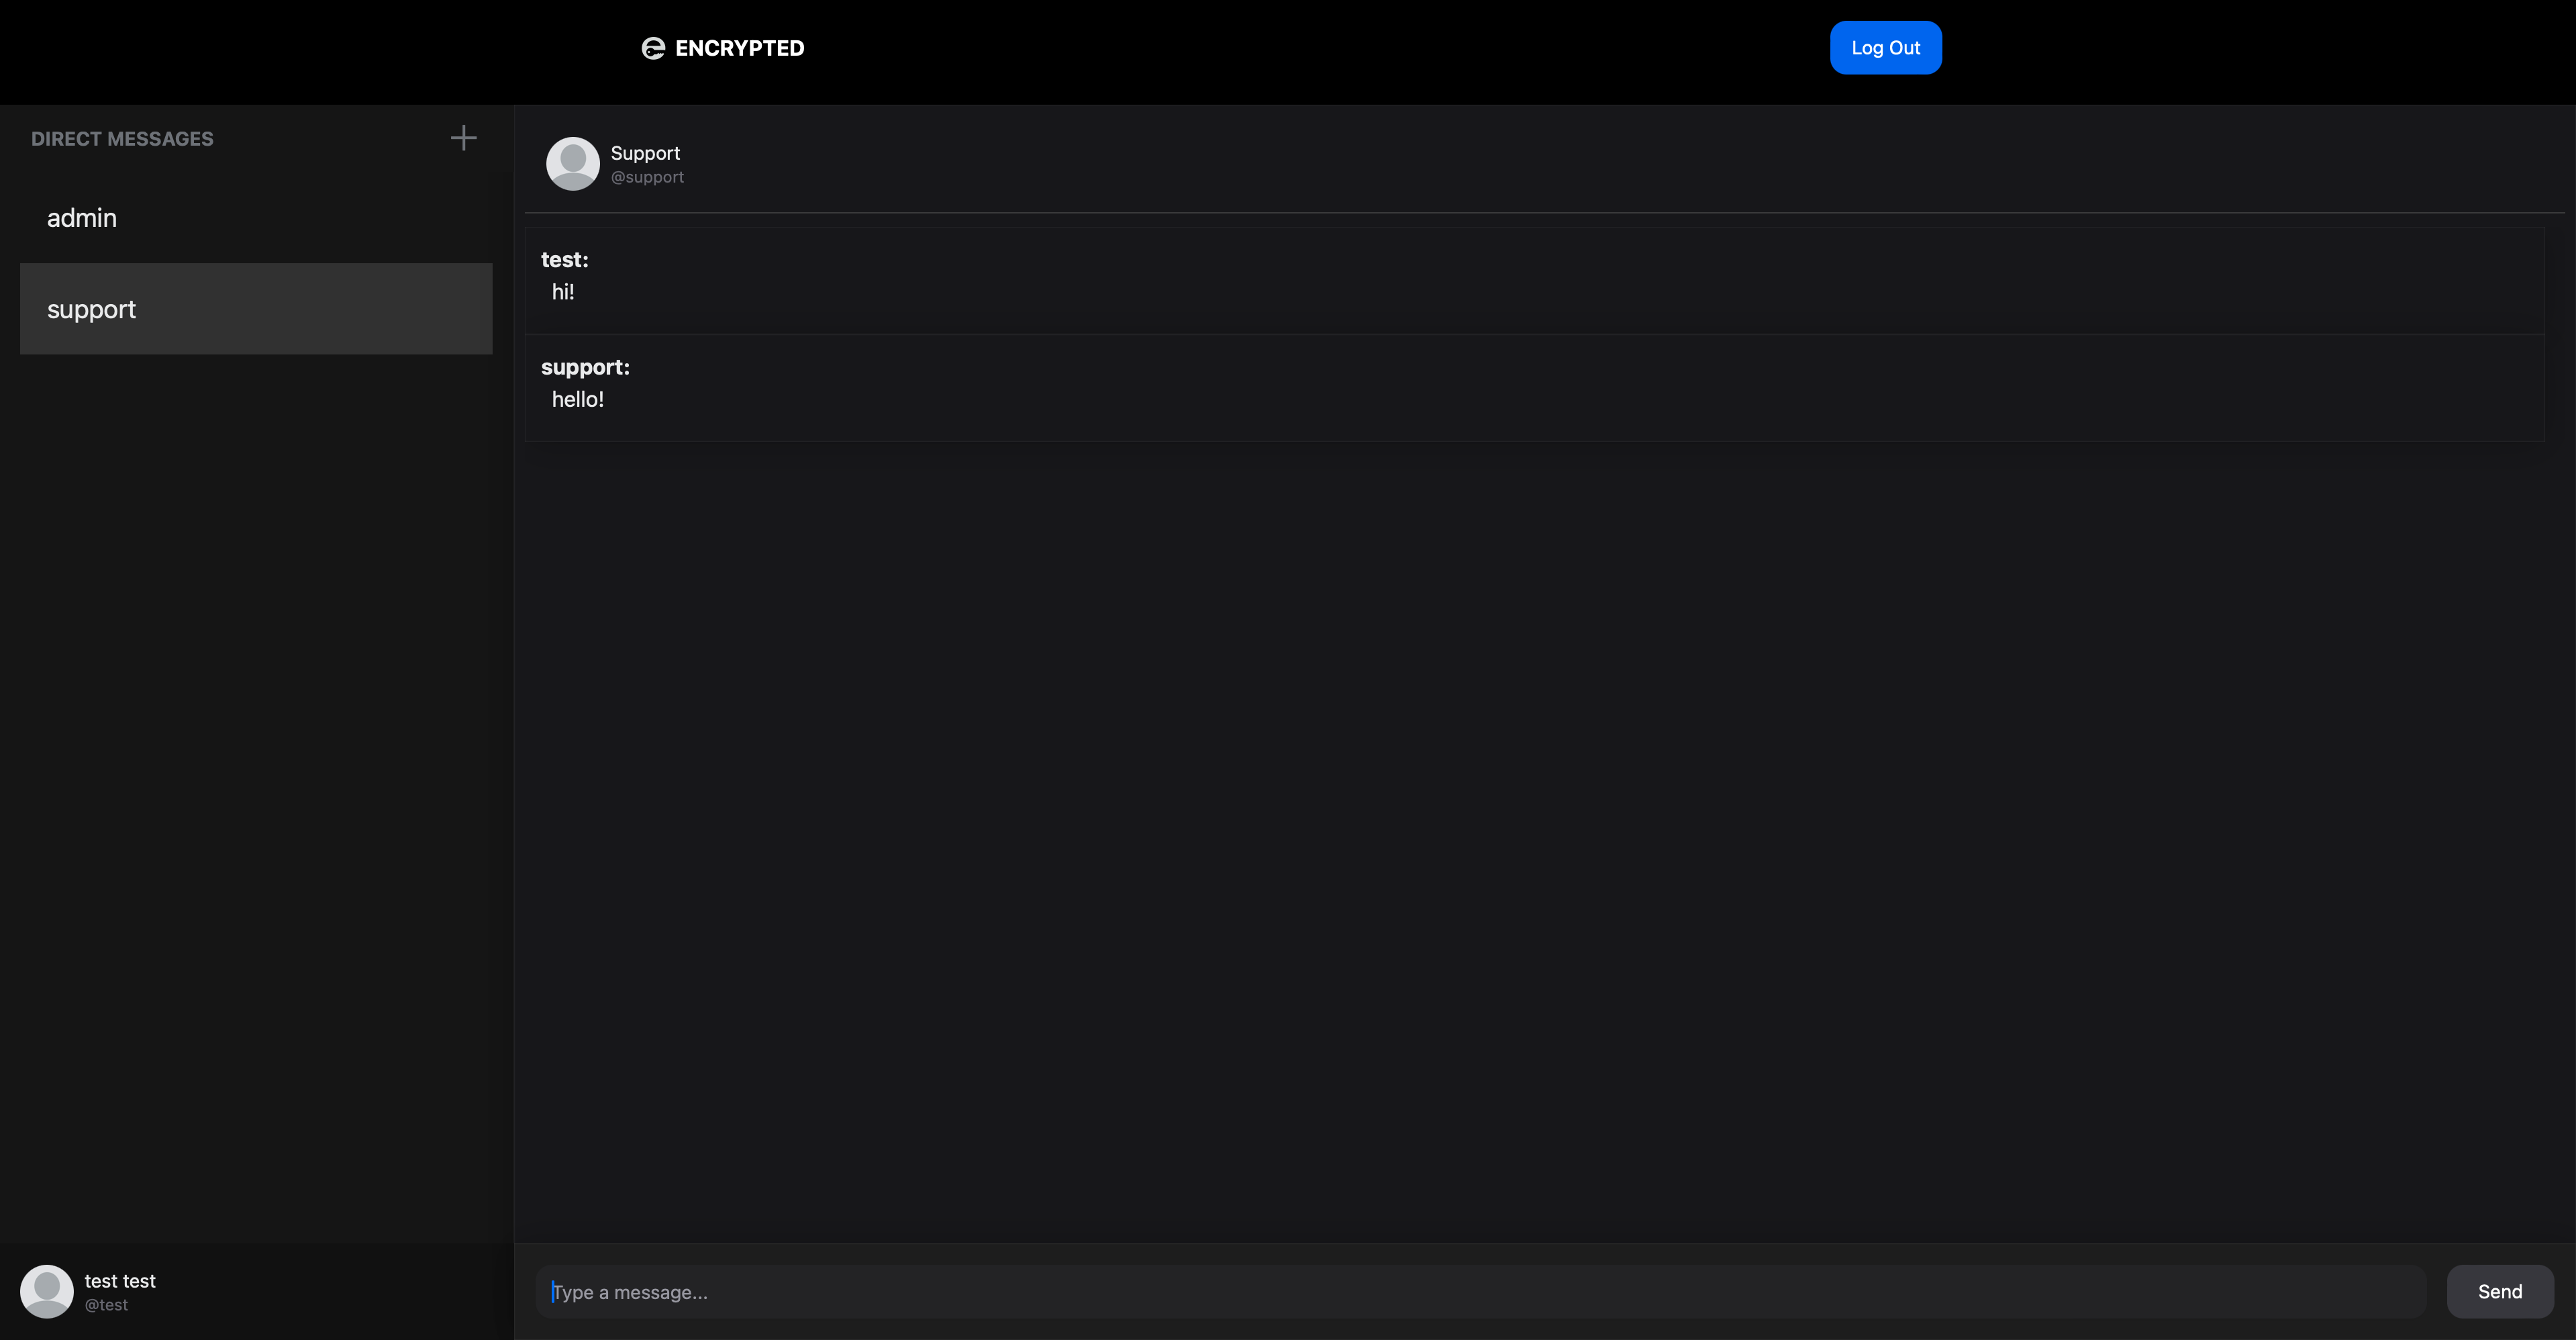 ENCRYPTED
Log Out
DIRECT MESSAGES
admin
support
Support
@support
test:
hi!
support:
hello!
test test
@test
Type a message...
Send